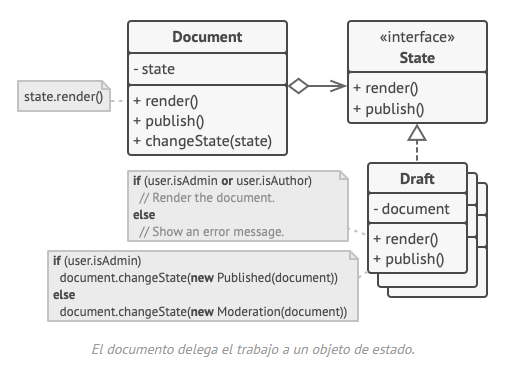 Document
- state
+ render()
+ publish()
+ changeState(state)
«interface»
State
+ render()
+ publish()
state.render()
Draft
- document
+ render()
+ publish()
if (user.isAdmin or user.isAuthor)
// Render the document.
else
// Show an error message.
if (user.isAdmin)
document.changeState(new Published(document))
else
document.changeState(new Moderation(document))
El documento delega el trabajo a un objeto de estado.